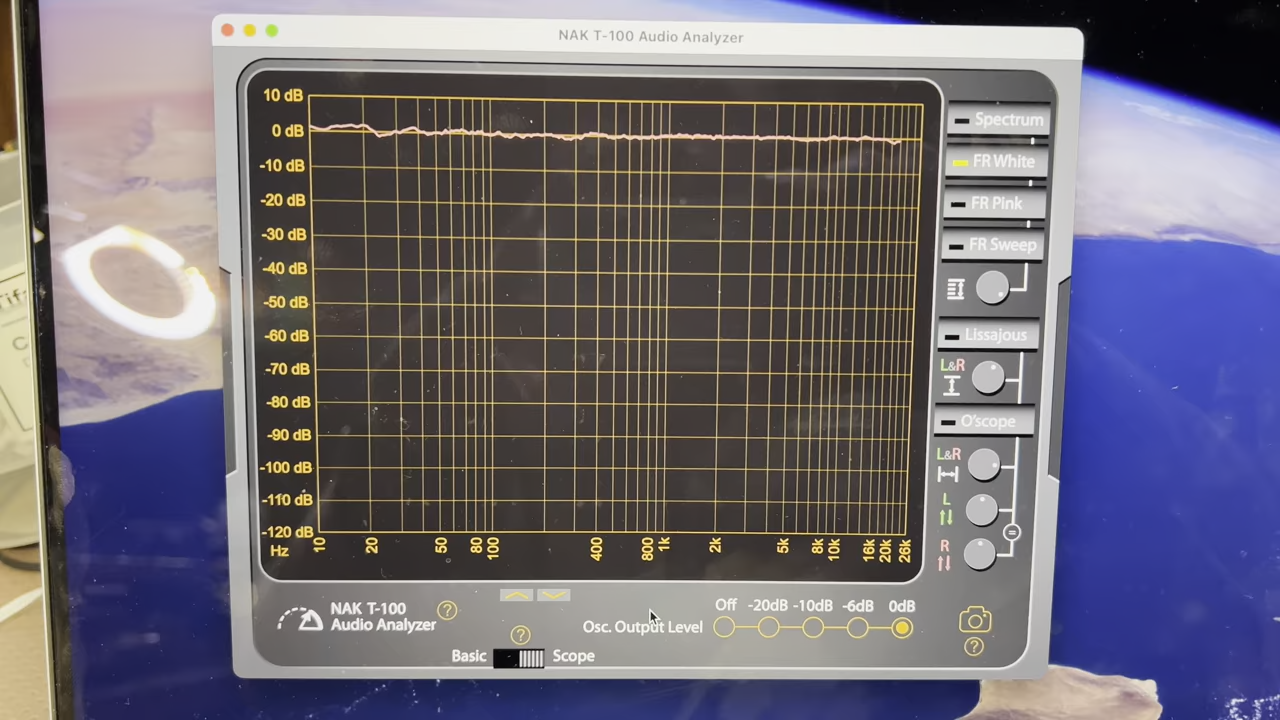 NAK T-100 Audio Analyzer
10 dB
0 dB
-10 dB
-20 dB
-30 dB
-40 dB
-50 dB
-60 dB
-70 dB
-80 dB
-90 dB
-100 dB
-110 dB
-120 dB
Hz 10 20 50 80 100 400 800 1k 2k 5k 8k 10k 16k 20k 26k
Spectrum
FR White
FR Pink
FR Sweep
Lissajous
L&R
O'scope
L&R
L
R
=
NAK T-100
Audio Analyzer
?
?
Basic
Scope
Off -20dB -10dB -6dB 0dB
Osc. Output Level
?